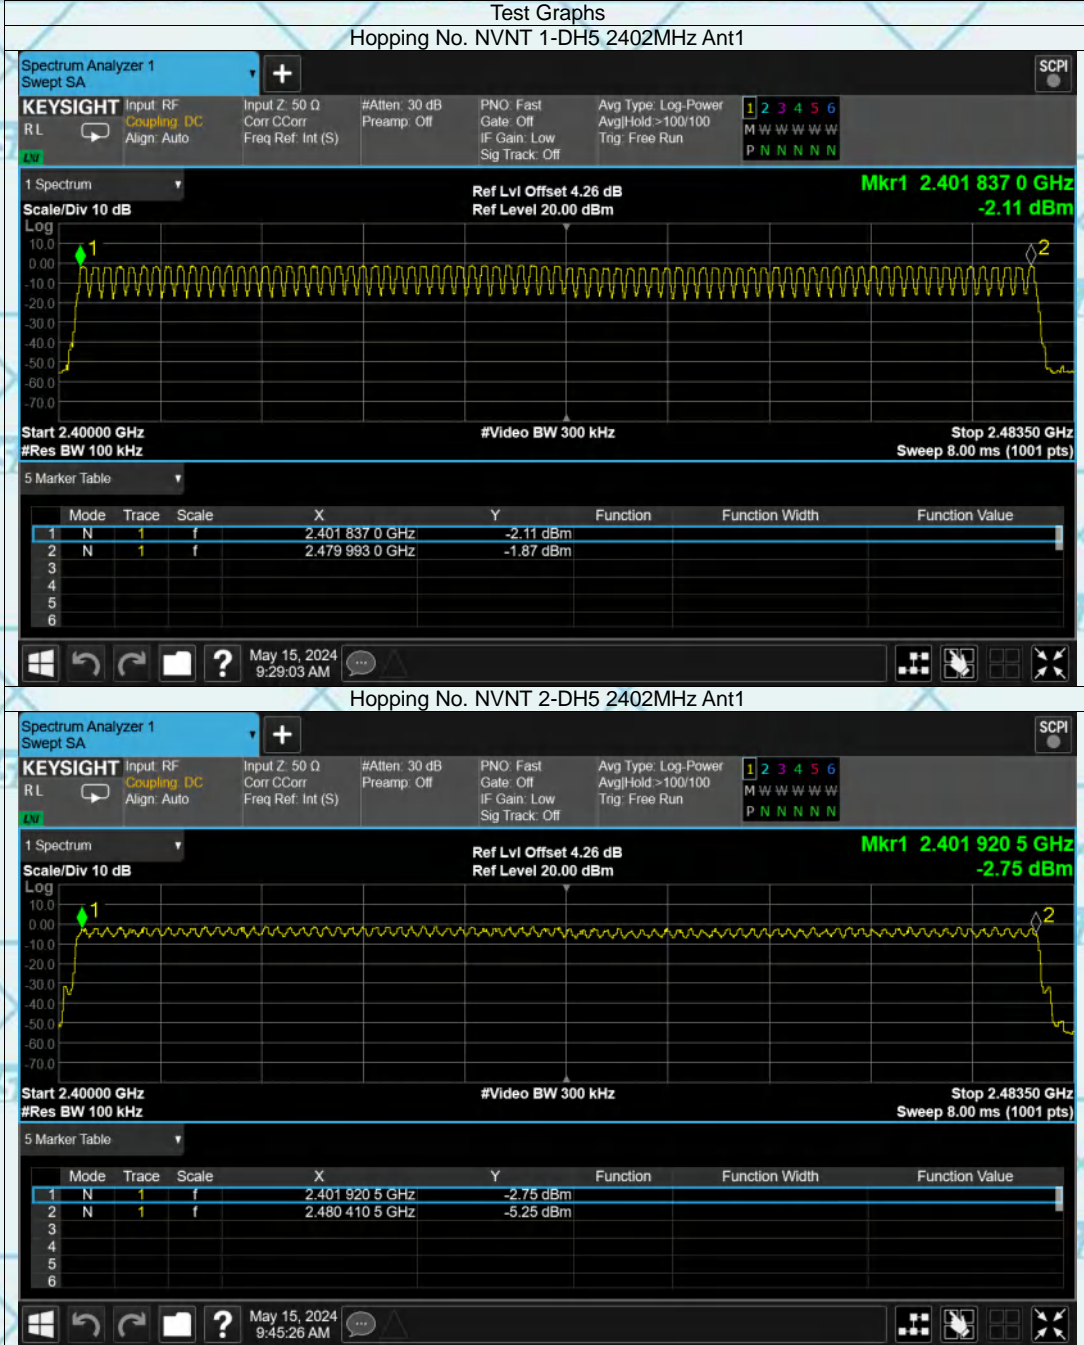 Test Graphs
Hopping No. NVNT 1-DH5 2402MHz Ant1
Spectrum Analyzer 1
Swept SA
+
SCPI
KEYSIGHT Input: RF Input Z: 50 Ω #Atten: 30 dB PNO: Fast Avg Type: Log-Power 1 2 3 4 5 6
RL Coupling: DC Corr CCorr Preamp: Off Gate: Off Avg|Hold:>100/100 M W W W W W
Align: Auto Freq Ref: Int (S) IF Gain: Low Trig: Free Run P N N N N N
LXI Sig Track: Off
1 Spectrum Ref Lvl Offset 4.26 dB Mkr1 2.401 837 0 GHz
Scale/Div 10 dB Ref Level 20.00 dBm -2.11 dBm
Log
10.0
0.00
-10.0
-20.0
-30.0
-40.0
-50.0
-60.0
-70.0
1
2
Start 2.40000 GHz #Video BW 300 kHz Stop 2.48350 GHz
#Res BW 100 kHz Sweep 8.00 ms (1001 pts)
5 Marker Table
Mode Trace Scale X Y Function Function Width Function Value
1 N 1 f 2.401 837 0 GHz -2.11 dBm
2 N 1 f 2.479 993 0 GHz -1.87 dBm
3
4
5
6
? May 15, 2024
9:29:03 AM
Hopping No. NVNT 2-DH5 2402MHz Ant1
Spectrum Analyzer 1
Swept SA
+
SCPI
KEYSIGHT Input: RF Input Z: 50 Ω #Atten: 30 dB PNO: Fast Avg Type: Log-Power 1 2 3 4 5 6
RL Coupling: DC Corr CCorr Preamp: Off Gate: Off Avg|Hold:>100/100 M W W W W W
Align: Auto Freq Ref: Int (S) IF Gain: Low Trig: Free Run P N N N N N
LXI Sig Track: Off
1 Spectrum Ref Lvl Offset 4.26 dB Mkr1 2.401 920 5 GHz
Scale/Div 10 dB Ref Level 20.00 dBm -2.75 dBm
Log
10.0
0.00
-10.0
-20.0
-30.0
-40.0
-50.0
-60.0
-70.0
1
2
Start 2.40000 GHz #Video BW 300 kHz Stop 2.48350 GHz
#Res BW 100 kHz Sweep 8.00 ms (1001 pts)
5 Marker Table
Mode Trace Scale X Y Function Function Width Function Value
1 N 1 f 2.401 920 5 GHz -2.75 dBm
2 N 1 f 2.480 410 5 GHz -5.25 dBm
3
4
5
6
? May 15, 2024
9:45:26 AM